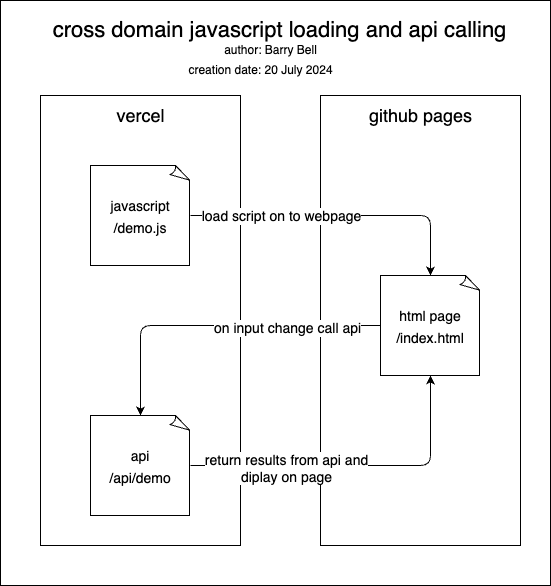 cross domain javascript loading and api calling
author: Barry Bell
creation date: 20 July 2024
vercel
github pages
javascript
/demo.js
load script on to webpage
html page
/index.html
on input change call api
api
/api/demo
return results from api and
diplay on page